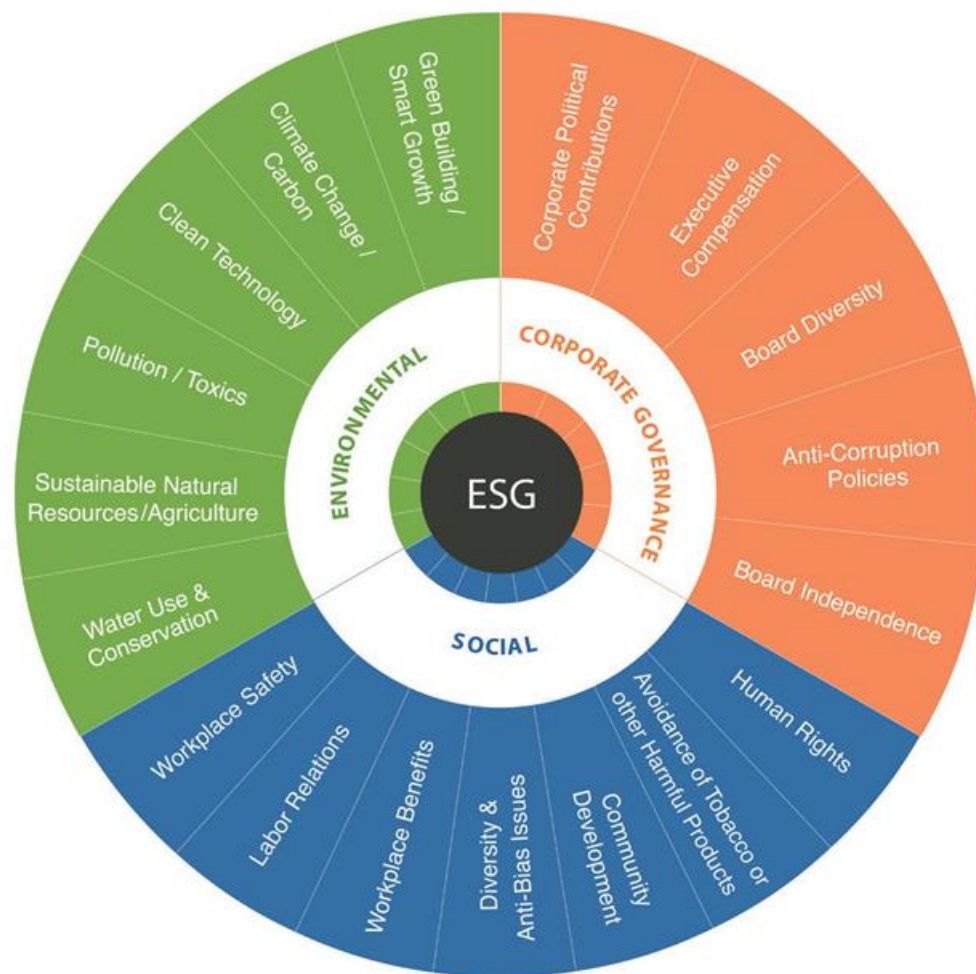 Green Building /
Smart Growth
Climate Change /
Carbon
Clean Technology
Pollution / Toxics
Sustainable Natural
Resources/Agriculture
Water Use &
Conservation
Corporate Political
Contributions
Executive
Compensation
Board Diversity
Anti-Corruption
Policies
Board Independence
ENVIRONMENTAL
CORPORATE GOVERNANCE
ESG
SOCIAL
Workplace Safety
Labor Relations
Workplace Benefits
Diversity &
Anti-Bias Issues
Community
Development
Avoidance of Tobacco or
other Harmful Products
Human Rights